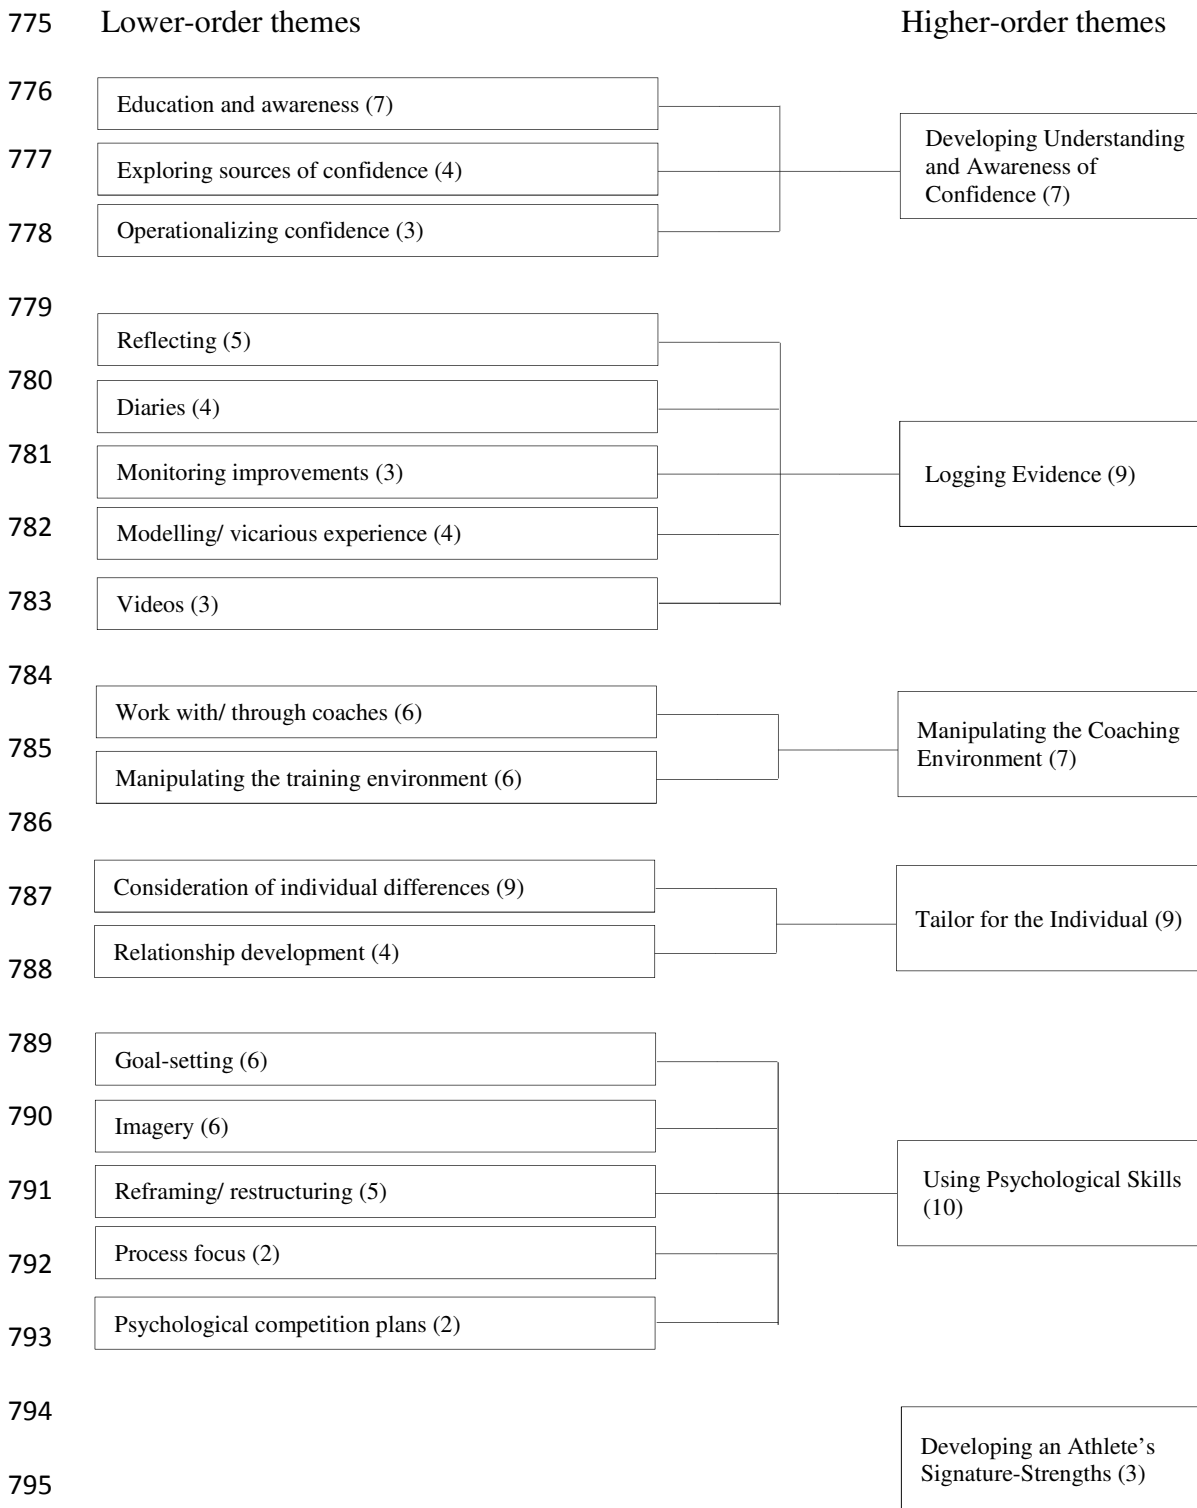 775 Lower-order themes Higher-order themes
776
Education and awareness (7)
Developing Understanding
and Awareness of
Confidence (7)
777
Exploring sources of confidence (4)
778
Operationalizing confidence (3)
779
Reflecting (5)
780
Diaries (4)
781
Monitoring improvements (3)
Logging Evidence (9)
782
Modelling/ vicarious experience (4)
783
Videos (3)
784
Work with/ through coaches (6)
Manipulating the Coaching
Environment (7)
785
Manipulating the training environment (6)
786
787
Consideration of individual differences (9)
Tailor for the Individual (9)
788
Relationship development (4)
789
Goal-setting (6)
790
Imagery (6)
791
Reframing/ restructuring (5)
Using Psychological Skills
(10)
792
Process focus (2)
793
Psychological competition plans (2)
794
Developing an Athlete's
Signature-Strengths (3)
795